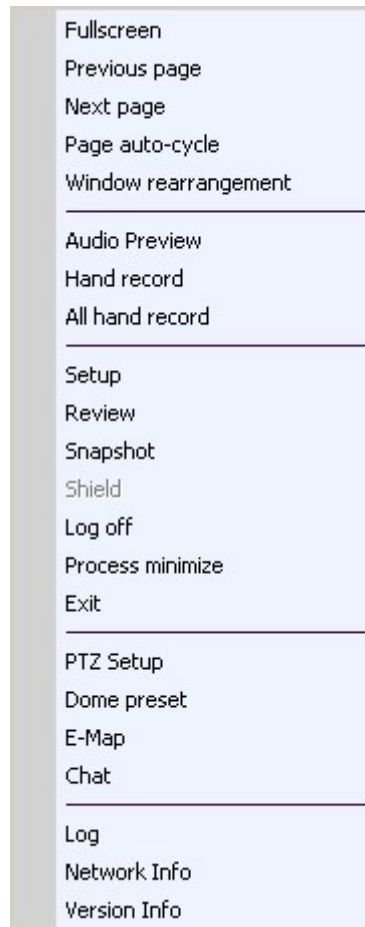 Fullscreen
Previous page
Next page
Page auto-cycle
Window rearrangement
Audio Preview
Hand record
All hand record
Setup
Review
Snapshot
Shield
Log off
Process minimize
Exit
PTZ Setup
Dome preset
E-Map
Chat
Log
Network Info
Version Info